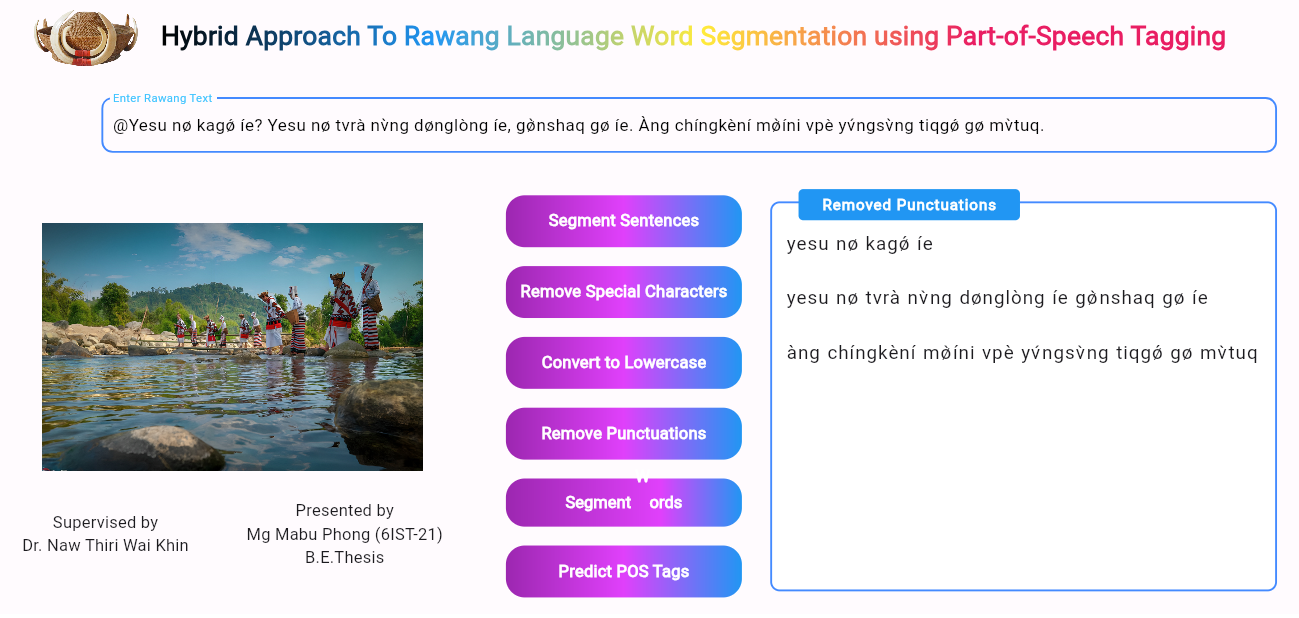 Hybrid Approach To Rawang Language Word Segmentation using Part-of-Speech Tagging
Enter Rawang Text
@Yesu nø kagǿ íe? Yesu nø tvrà nv̀ng dønglòng íe, gø̀nshaq gø íe. Àng chíngkèní mø̀íni vpè yv́ngsv̀ng tiqgǿ gø mv̀tuq.
Segment Sentences
Remove Special Characters
Convert to Lowercase
Remove Punctuations
Segment Words
Predict POS Tags
Removed Punctuations
yesu nø kagǿ íe
yesu nø tvrà nv̀ng dønglòng íe gø̀nshaq gø íe
àng chíngkèní mø̀íni vpè yv́ngsv̀ng tiqgǿ gø mv̀tuq
Supervised by
Dr. Naw Thiri Wai Khin
Presented by
Mg Mabu Phong (6IST-21)
B.E.Thesis